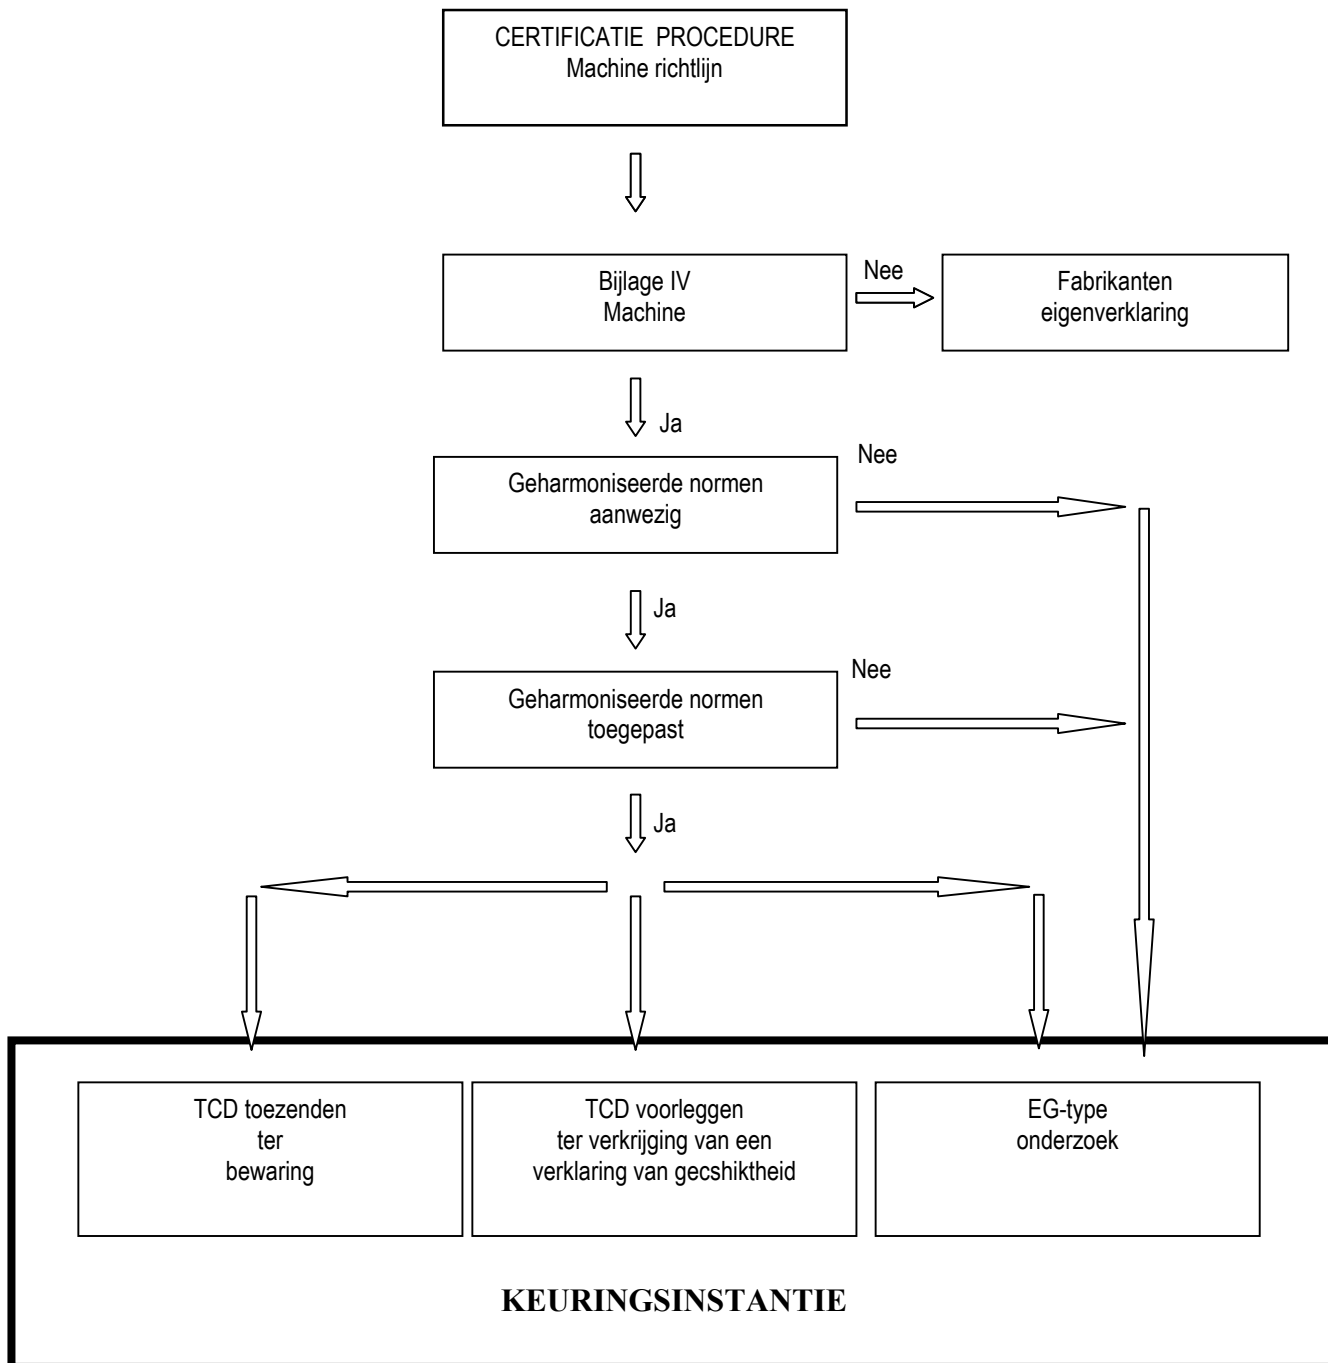 CERTIFICATIE PROCEDURE
Machine richtlijn
Bijlage IV
Machine
Nee
Fabrikanten
eigenverklaring
Ja
Geharmoniseerde normen
aanwezig
Nee
Ja
Geharmoniseerde normen
toegepast
Nee
Ja
TCD toezenden
ter
bewaring
TCD voorleggen
ter verkrijging van een
verklaring van gecshiktheid
EG-type
onderzoek
KEURINGSINSTANTIE